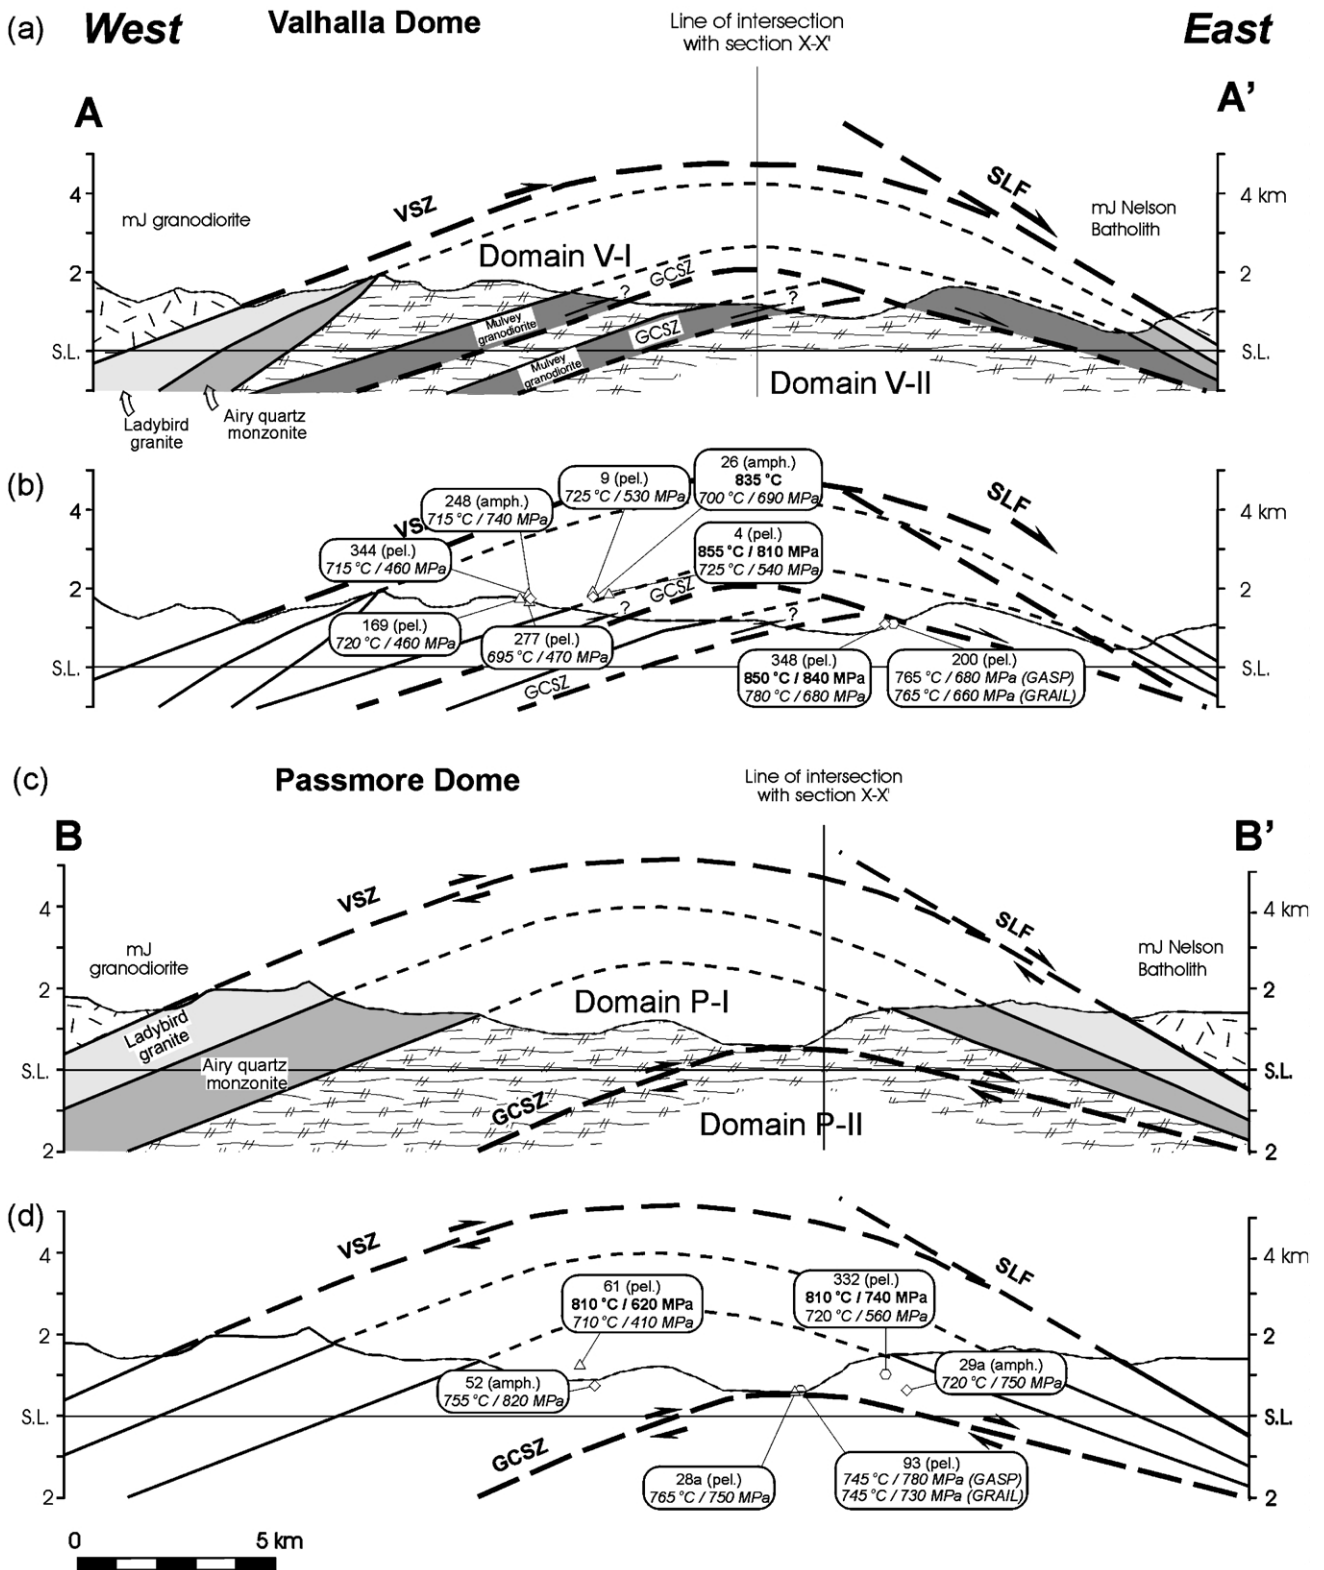 (a)
West
Valhalla Dome
Line of intersection
with section X-X'
East
A
A’
4
2
S.L.
4 km
2
S.L.
mJ granodiorite
VSZ
SLF
mJ Nelson
Batholith
Domain V-I
GCSZ
?
?
Mulvey
granodiorite
GCSZ
Mulvey
granodiorite
Domain V-II
Ladybird
granite
Airy quartz
monzonite
(b)
4
2
S.L.
4 km
2
S.L.
26 (amph.)
835 °C
700 °C / 690 MPa
9 (pel.)
725 °C / 530 MPa
248 (amph.)
715 °C / 740 MPa
SLF
VS
4 (pel.)
855 °C / 810 MPa
725 °C / 540 MPa
344 (pel.)
715 °C / 460 MPa
GCSZ
?
?
169 (pel.)
720 °C / 460 MPa
277 (pel.)
695 °C / 470 MPa
348 (pel.)
850 °C / 840 MPa
780 °C / 680 MPa
200 (pel.)
765 °C / 680 MPa (GASP)
765 °C / 660 MPa (GRAIL)
GCSZ
(c)
Passmore Dome
Line of intersection
with section X-X'
B
B’
4
2
S.L.
2
4 km
2
S.L.
2
VSZ
SLF
mJ
granodiorite
mJ Nelson
Batholith
Domain P-I
Ladybird
granite
Airy quartz
monzonite
GCSZ
Domain P-II
(d)
4
2
S.L.
2
4 km
2
S.L.
2
VSZ
SLF
61 (pel.)
810 °C / 620 MPa
710 °C / 410 MPa
332 (pel.)
810 °C / 740 MPa
720 °C / 560 MPa
52 (amph.)
755 °C / 820 MPa
29a (amph.)
720 °C / 750 MPa
GCSZ
28a (pel.)
765 °C / 750 MPa
93 (pel.)
745 °C / 780 MPa (GASP)
745 °C / 730 MPa (GRAIL)
0
5 km